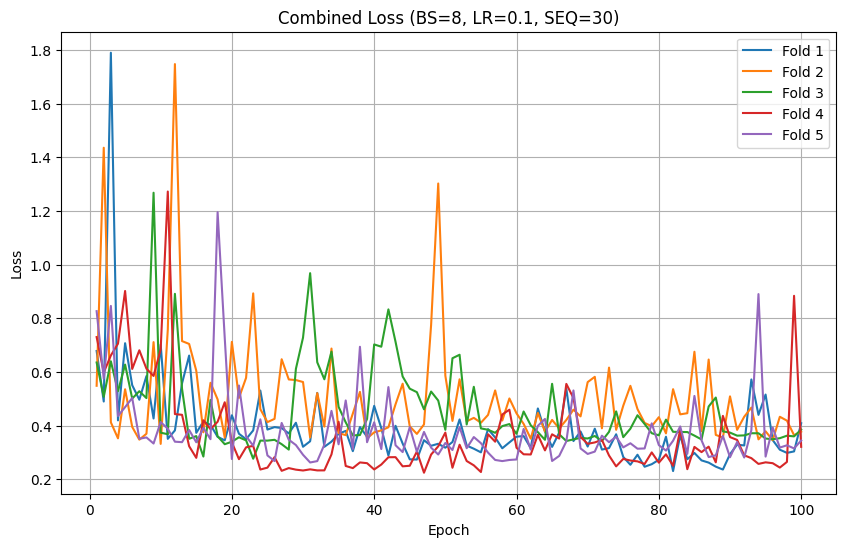 Combined Loss (BS=8, LR=0.1, SEQ=30)
Fold 1
Fold 2
Fold 3
Fold 4
Fold 5
Loss
1.8
1.6
1.4
1.2
1.0
0.8
0.6
0.4
0.2
0 20 40 60 80 100
Epoch